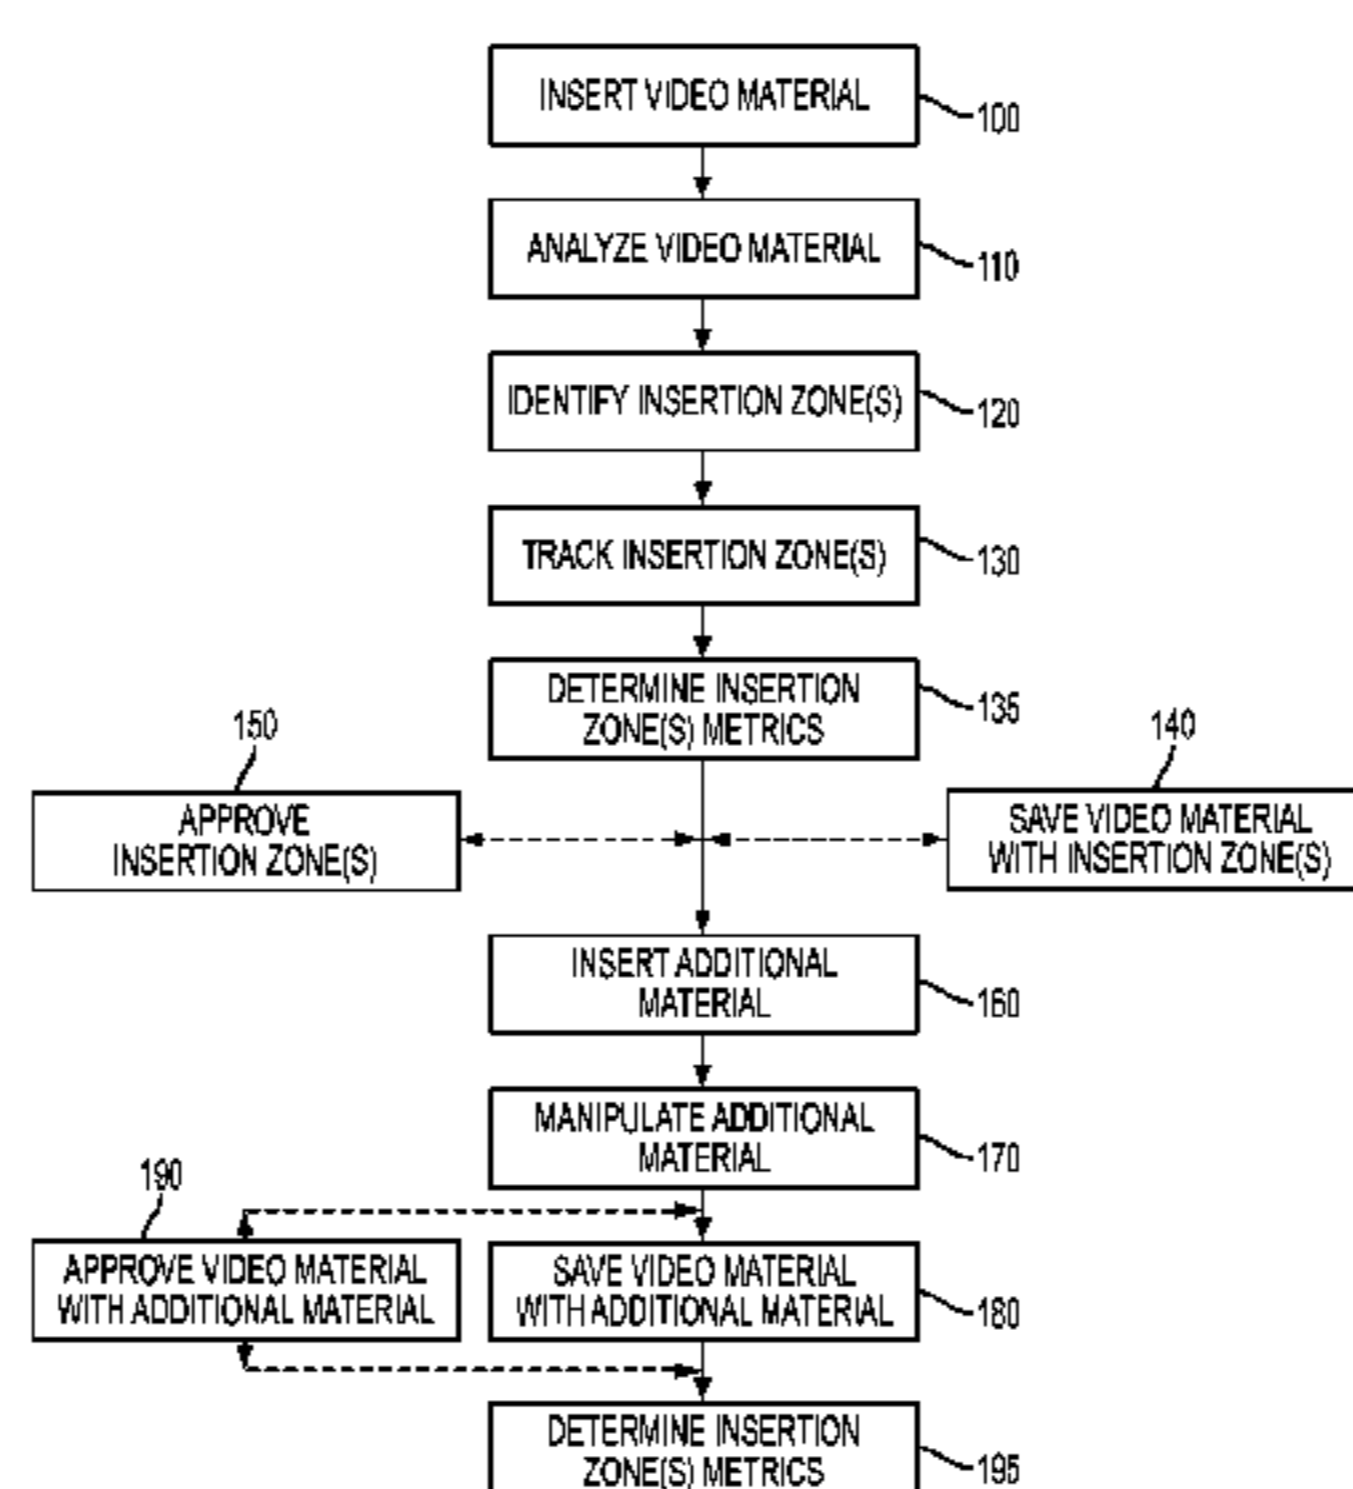 INSERT VIDEO MATERIAL
100
ANALYZE VIDEO MATERIAL
110
IDENTIFY INSERTION ZONE(S)
120
TRACK INSERTION ZONE(S)
130
DETERMINE INSERTION
ZONE(S) METRICS
135
150
APPROVE
INSERTION ZONE(S)
140
SAVE VIDEO MATERIAL
WITH INSERTION ZONE(S)
INSERT ADDITIONAL
MATERIAL
160
MANIPULATE ADDITIONAL
MATERIAL
170
190
APPROVE VIDEO MATERIAL
WITH ADDITIONAL MATERIAL
SAVE VIDEO MATERIAL
WITH ADDITIONAL MATERIAL
180
DETERMINE INSERTION
ZONE(S) METRICS
195